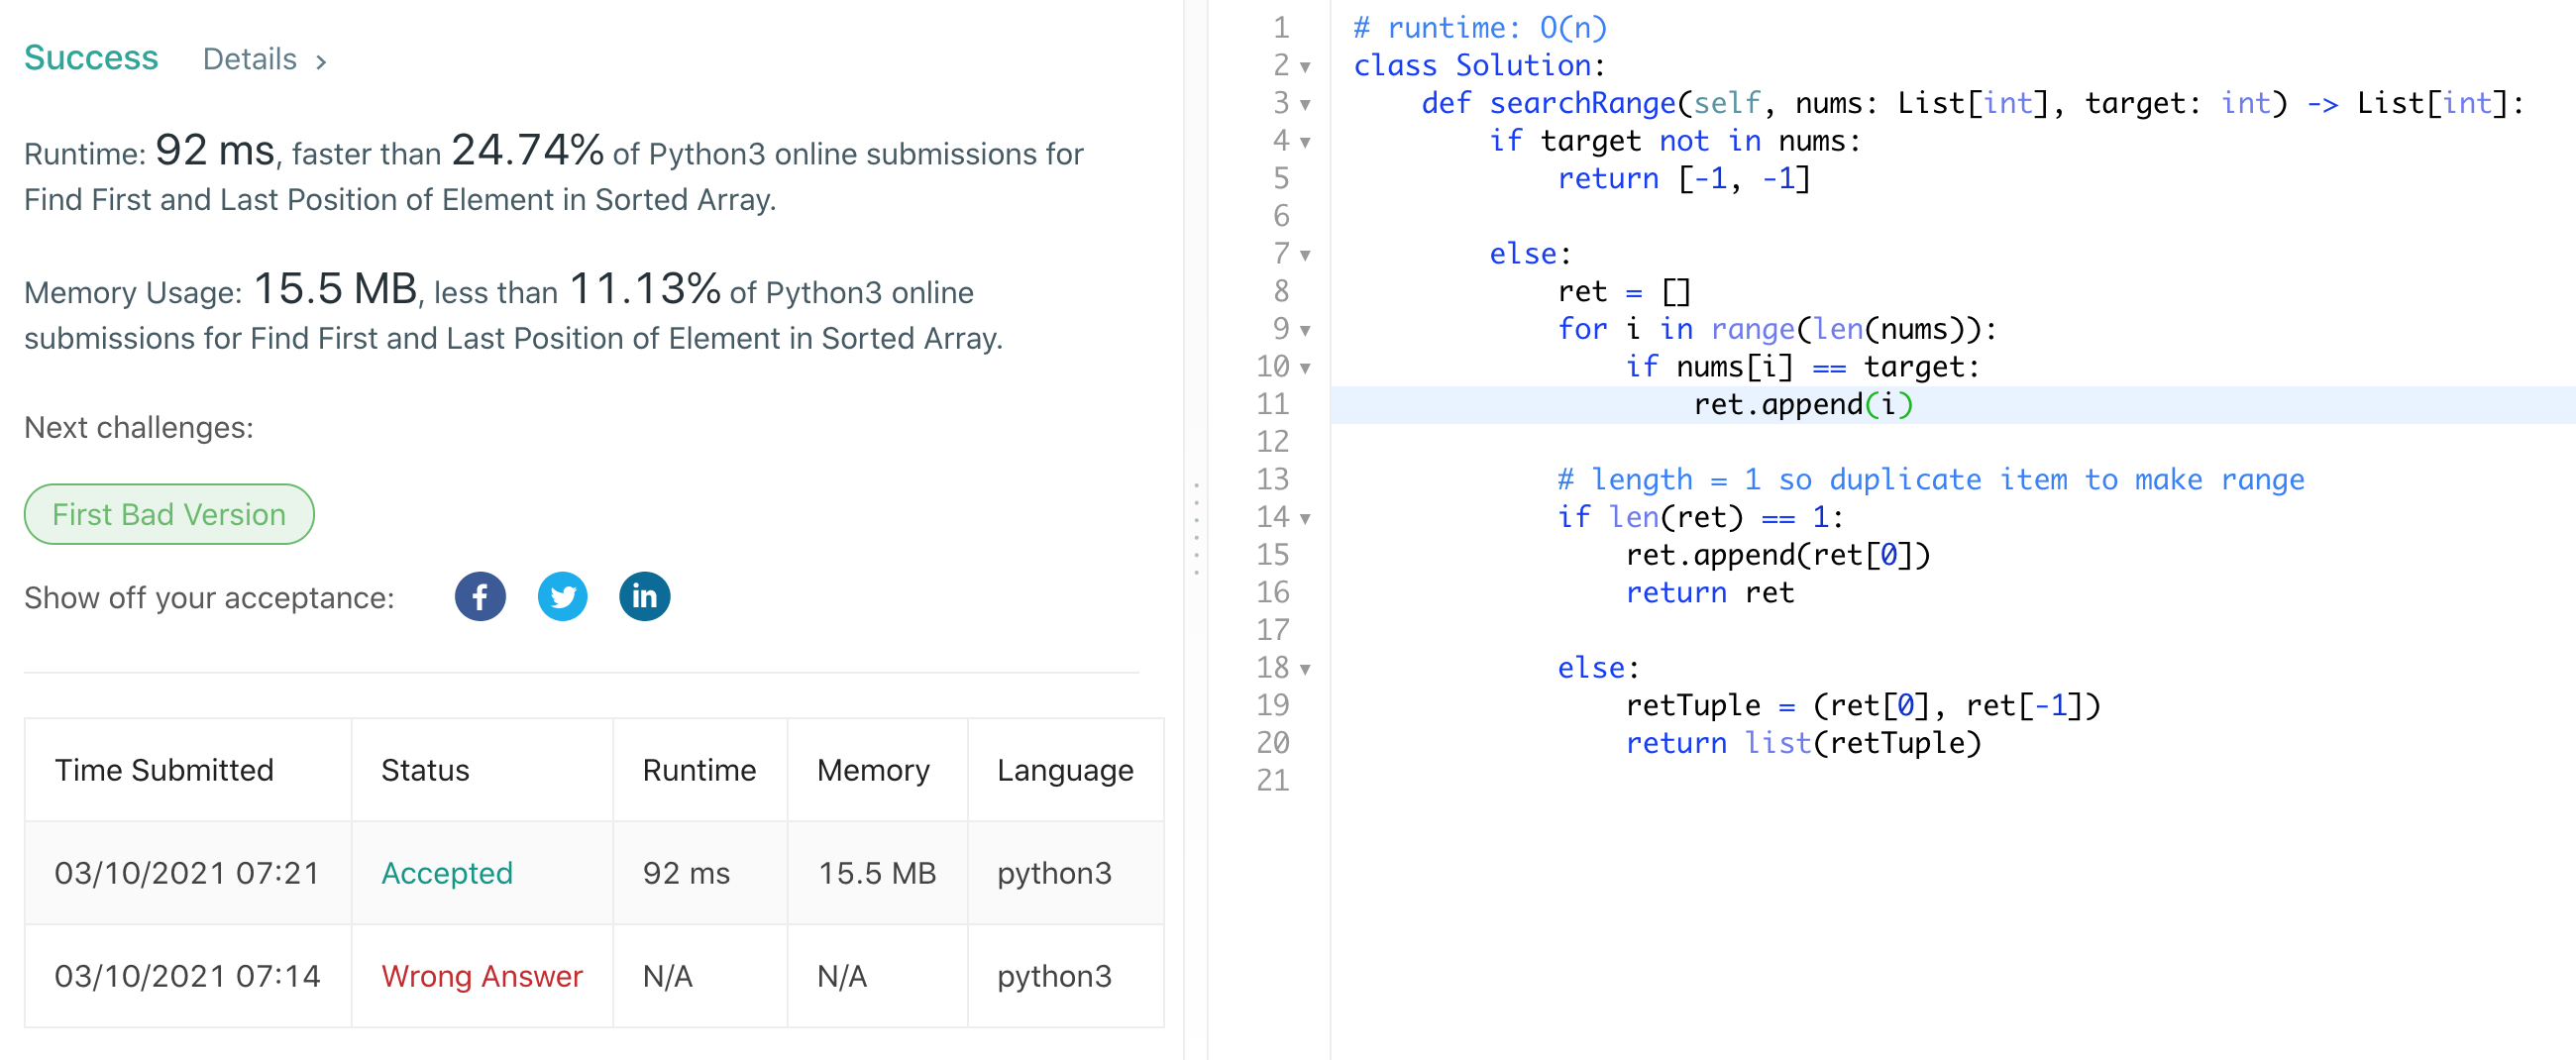 Success Details >
Runtime: 92 ms, faster than 24.74% of Python3 online submissions for
Find First and Last Position of Element in Sorted Array.
Memory Usage: 15.5 MB, less than 11.13% of Python3 online
submissions for Find First and Last Position of Element in Sorted Array.
Next challenges:
First Bad Version
Show off your acceptance:
f
in
Time Submitted Status Runtime Memory Language
03/10/2021 07:21 Accepted 92 ms 15.5 MB python3
03/10/2021 07:14 Wrong Answer N/A N/A python3
1 # runtime: O(n)
2 class Solution:
3     def searchRange(self, nums: List[int], target: int) -> List[int]:
4         if target not in nums:
5             return [-1, -1]
6
7         else:
8             ret = []
9             for i in range(len(nums)):
10                 if nums[i] == target:
11                     ret.append(i)
12
13             # length = 1 so duplicate item to make range
14             if len(ret) == 1:
15                 ret.append(ret[0])
16                 return ret
17
18             else:
19                 retTuple = (ret[0], ret[-1])
20                 return list(retTuple)
21